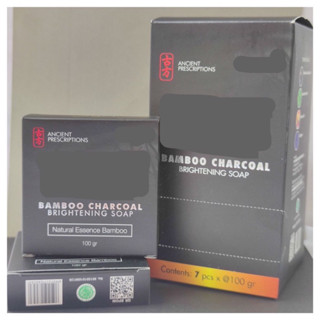 ANCIENT
PRESCRIPTIONS
BAMBOO CHARCOAL
BRIGHTENING SOAP
Contents: 7 pcs x @100 gr
ANCIENT
PRESCRIPTIONS
BAMBOO CHARCOAL
BRIGHTENING SOAP
Natural Essence Bamboo
100 gr